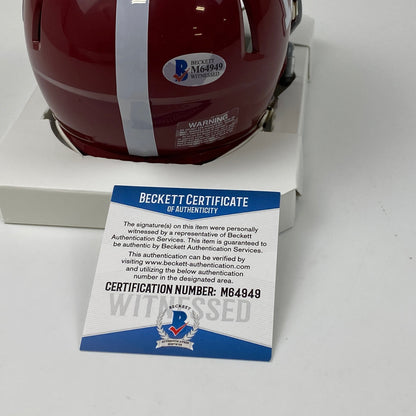 BECKETT
M64949
WITNESSED
B
WARNING
BECKETT CERTIFICATE
OF AUTHENTICITY
The signature(s) on this item were personally
witnessed by a representative of Beckett
Authentication Services. This item is guaranteed
to be authentic by Beckett Authentication Services.
This authentication can be verified by
visiting www.beckett-authentication.com
and utilizing the below authentication
number in the designated area.
CERTIFICATION NUMBER: M64949
WITNESSED
BECKETT
B